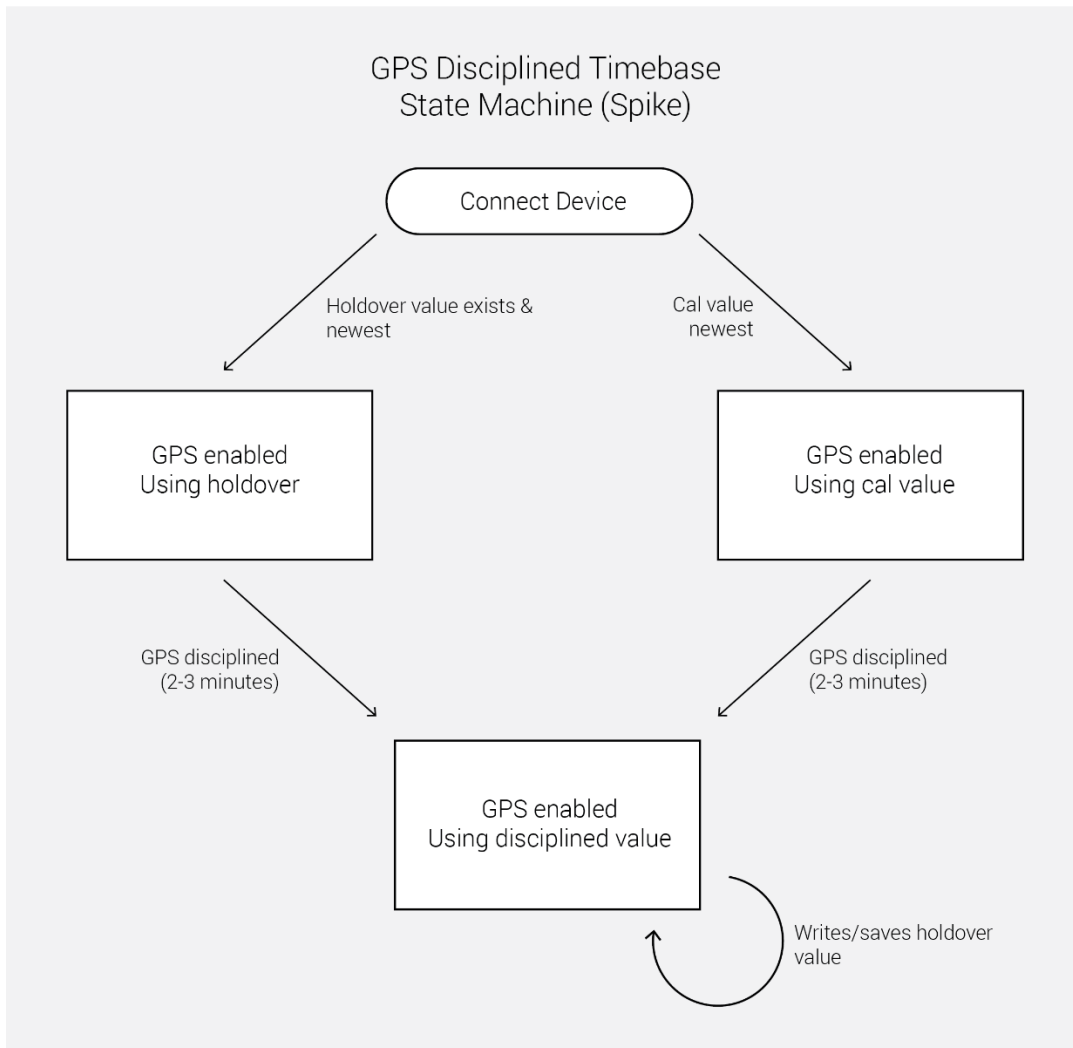 GPS Disciplined Timebase
State Machine (Spike)
Connect Device
Holdover value exists &
newest
Cal value
newest
GPS enabled
Using holdover
GPS enabled
Using cal value
GPS disciplined
(2-3 minutes)
GPS disciplined
(2-3 minutes)
GPS enabled
Using disciplined value
Writes/saves holdover
value